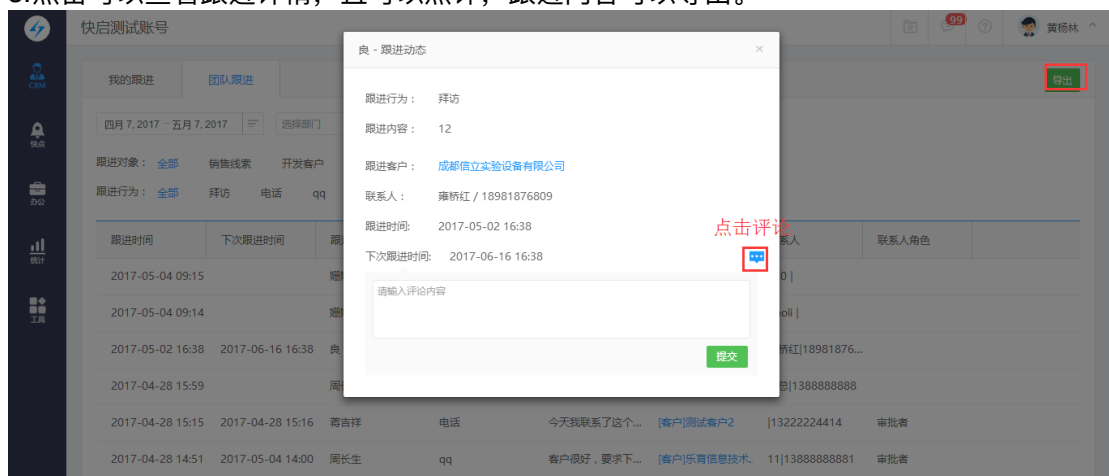 快启测试账号
99
黄杨林
CRM
快点
办公
统计
工具
我的跟进 团队跟进
导出
四月 7, 2017 - 五月 7, 2017 选择部门
跟进对象： 全部 销售线索 开发客户
跟进行为： 全部 拜访 电话 qq
跟进时间 下次跟进时间 联系人角色
2017-05-04 09:15
2017-05-04 09:14
2017-05-02 16:38 2017-06-16 16:38 良
2017-04-28 15:59
2017-04-28 15:15 2017-04-28 15:16 蒋吉祥 电话 今天我联系了这个... [客户]测试客户2 |13222224414 审批者
2017-04-28 14:51 2017-05-04 14:00 周长生 qq 客户很好，要求下... [客户]乐育信息技术.. 11|13888888881 审批者
良 - 跟进动态 ×
跟进行为： 拜访
跟进内容： 12
跟进客户： 成都信立实验设备有限公司
联系人： 雍桥红 / 18981876809
跟进时间: 2017-05-02 16:38
点击评论
下次跟进时间: 2017-06-16 16:38
请输入评论内容
提交